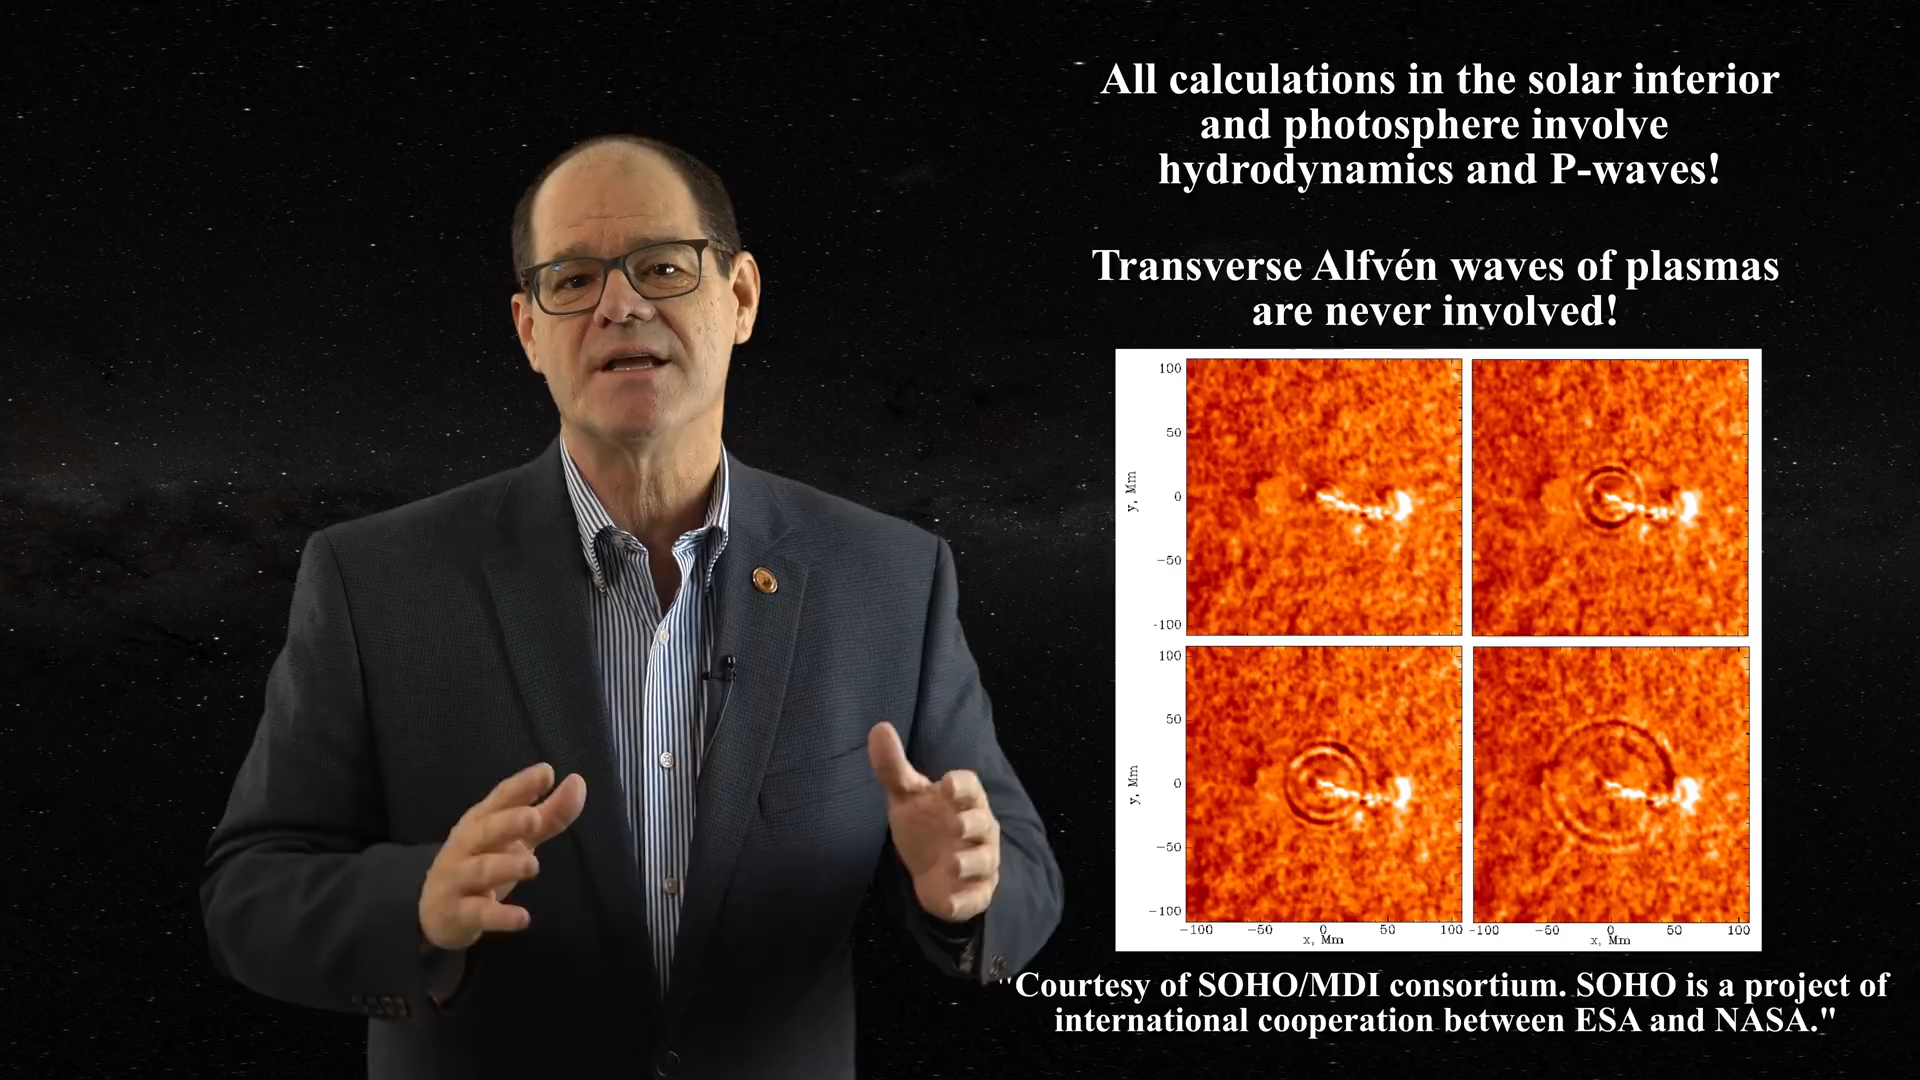 All calculations in the solar interior
and photosphere involve
hydrodynamics and P-waves!
Transverse Alfvén waves of plasmas
are never involved!
100
50
0
-50
-100
y, Mm
100
50
0
-50
-100
y, Mm
-100 -50 0 50 100
x, Mm
-100 -50 0 50 100
x, Mm
"Courtesy of SOHO/MDI consortium. SOHO is a project of
international cooperation between ESA and NASA."